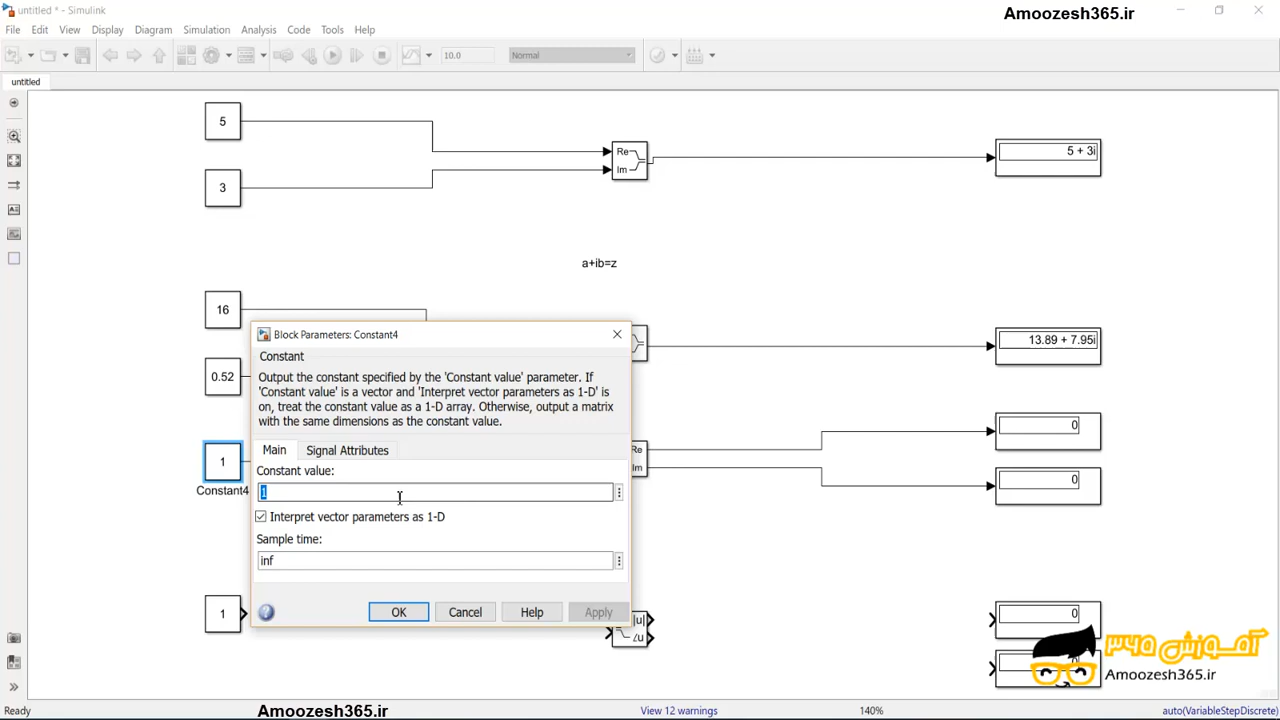 untitled * - Simulink
Amoozesh365.ir
File Edit View Display Diagram Simulation Analysis Code Tools Help
10.0 Normal
untitled
5
3
Re
Im
5 + 3i
a+ib=z
16
0.52
13.89 + 7.95i
1
Constant4
Re
Im
0
0
Block Parameters: Constant4
Constant
Output the constant specified by the 'Constant value' parameter. If
'Constant value' is a vector and 'Interpret vector parameters as 1-D' is
on, treat the constant value as a 1-D array. Otherwise, output a matrix
with the same dimensions as the constant value.
Main Signal Attributes
Constant value:
1
Interpret vector parameters as 1-D
Sample time:
inf
OK Cancel Help Apply
1
|u|
∠u
0
آموزش ۳۶۵
Amoozesh365.ir
Amoozesh365.ir
View 12 warnings
140%
auto(VariableStepDiscrete)